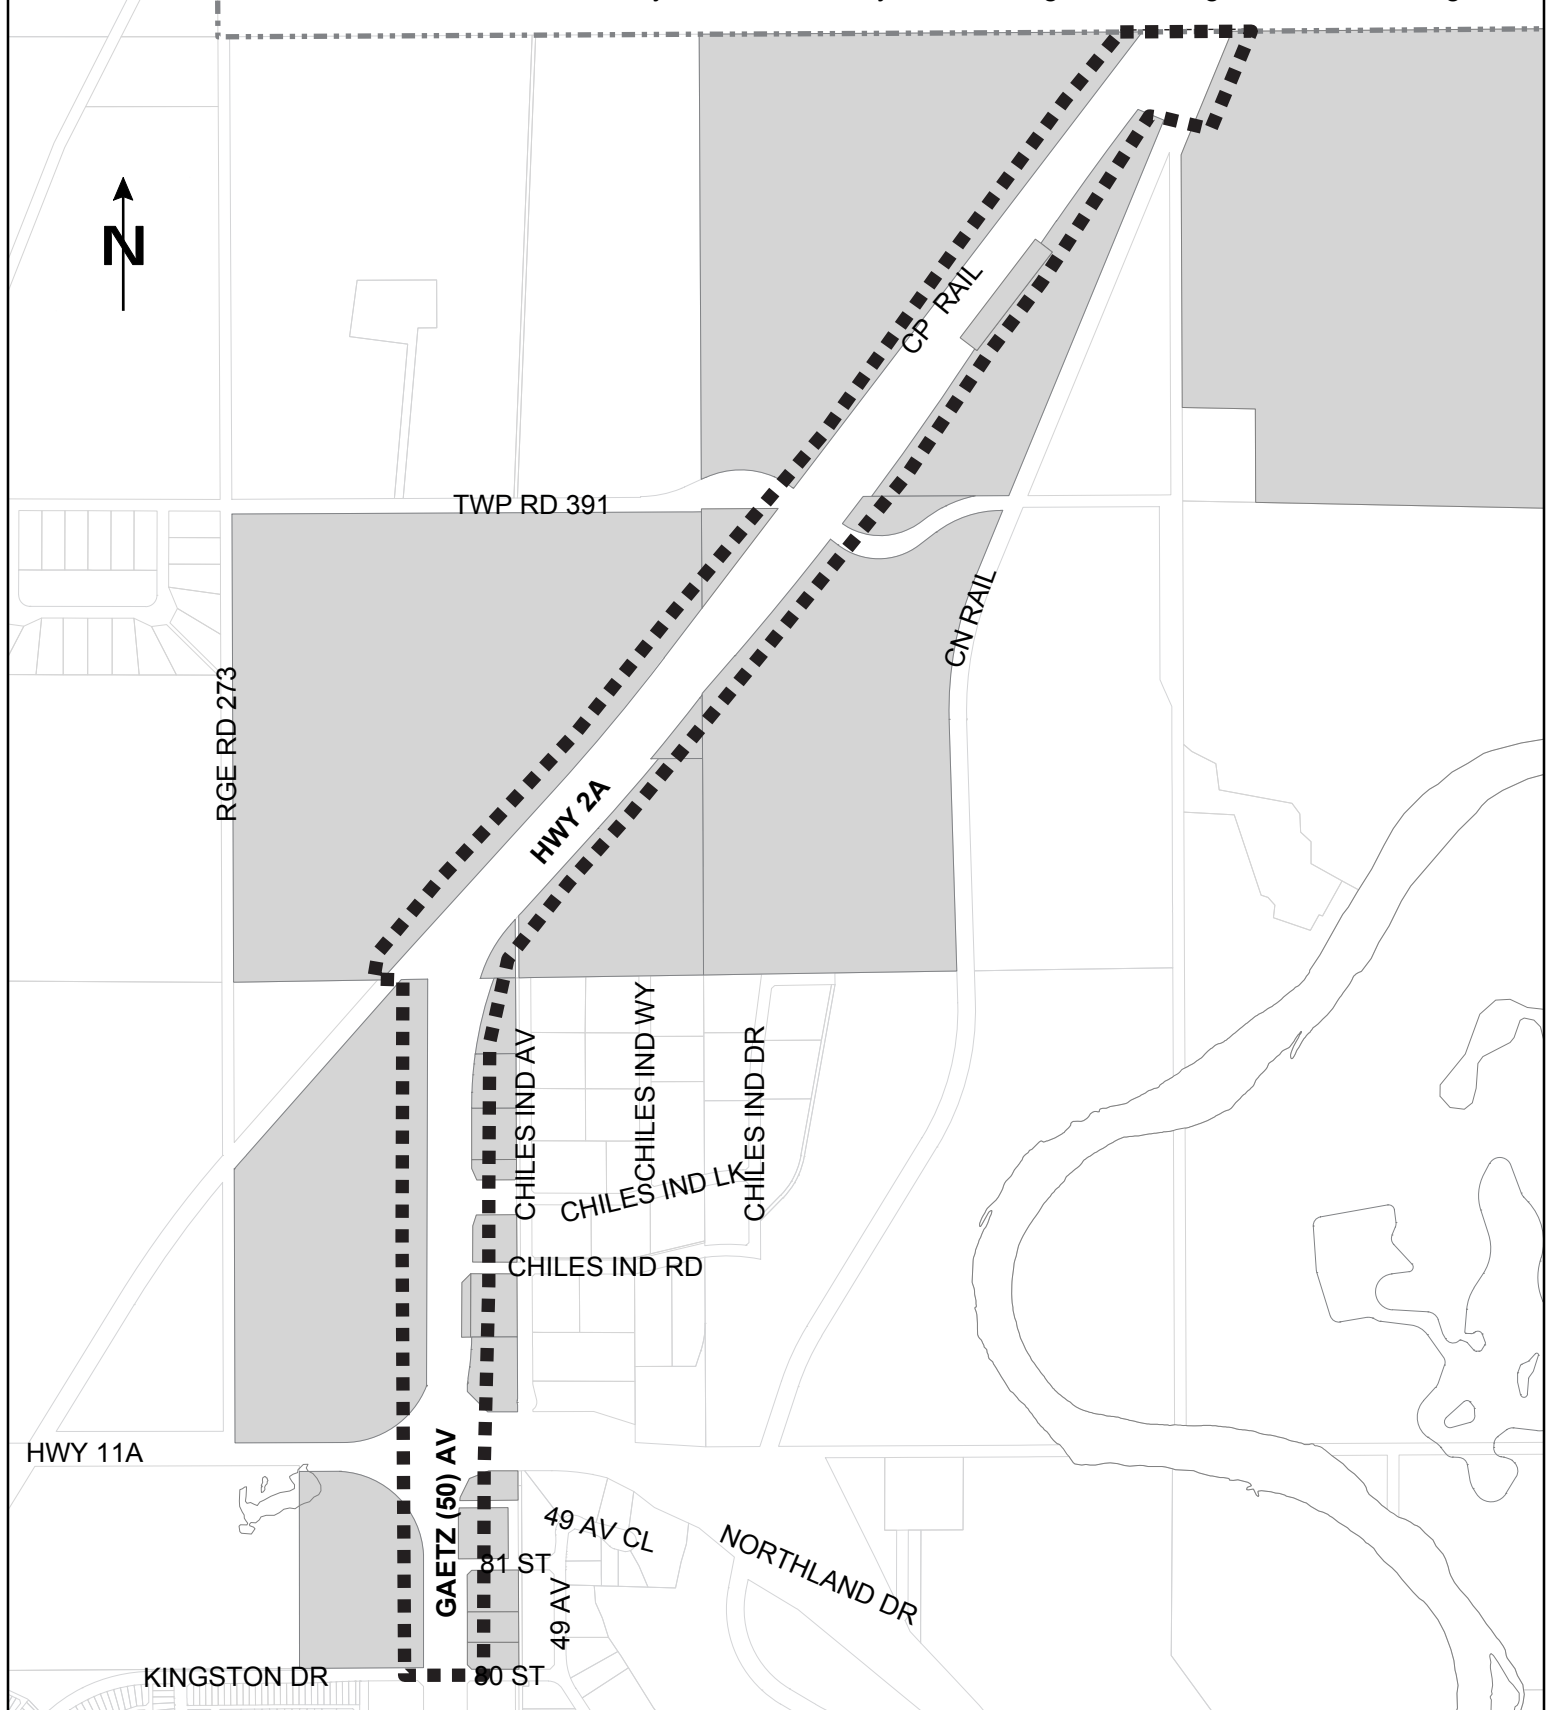 N
CP RAIL
TWP RD 391
CN RAIL
RGE RD 273
HWY 2A
CHILES IND AV
CHILES IND WY
CHILES IND DR
CHILES IND LK
CHILES IND RD
HWY 11A
GAETZ (50) AV
49 AV CL
NORTHLAND DR
81 ST
49 AV
KINGSTON DR
80 ST